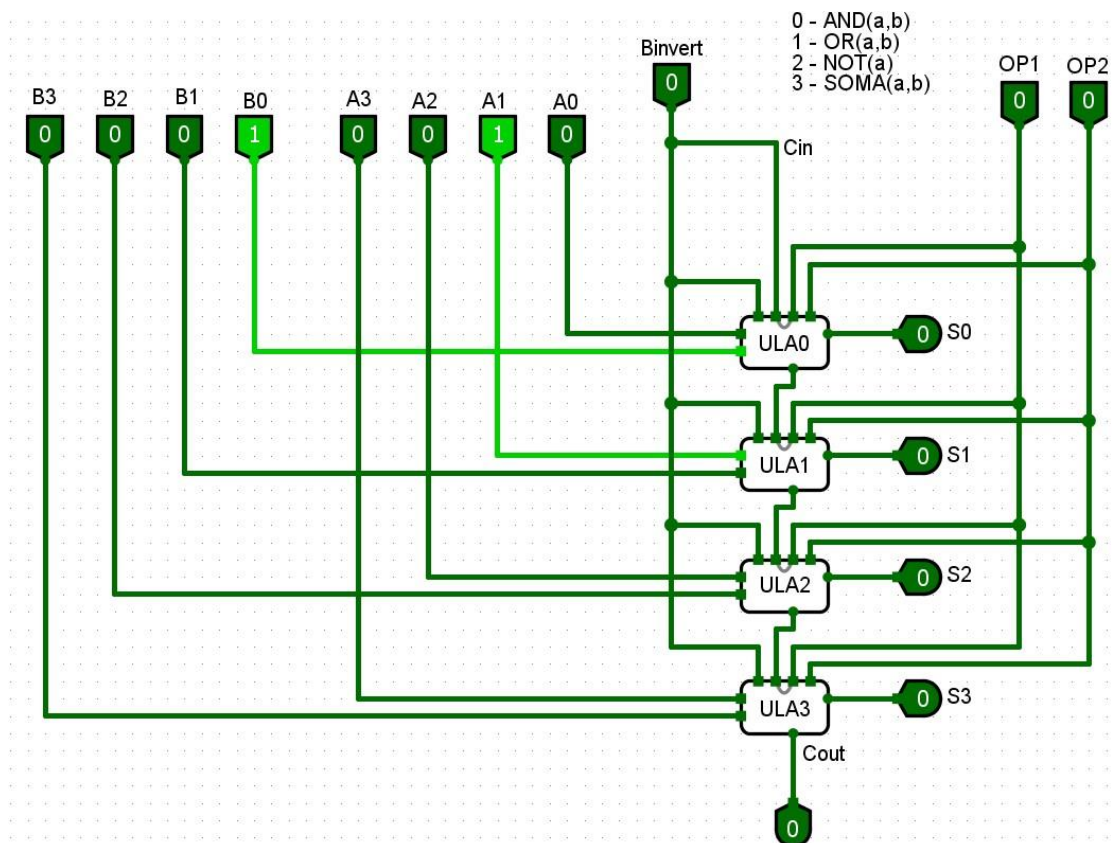 0 - AND(a,b)
1 - OR(a,b)
2 - NOT(a)
3 - SOMA(a,b)
Binvert
0
OP1 OP2
0 0
B3 B2 B1 B0 A3 A2 A1 A0
0 0 0 1 0 0 1 0
Cin
ULA0 0 S0
ULA1 0 S1
ULA2 0 S2
ULA3 0 S3
Cout
0